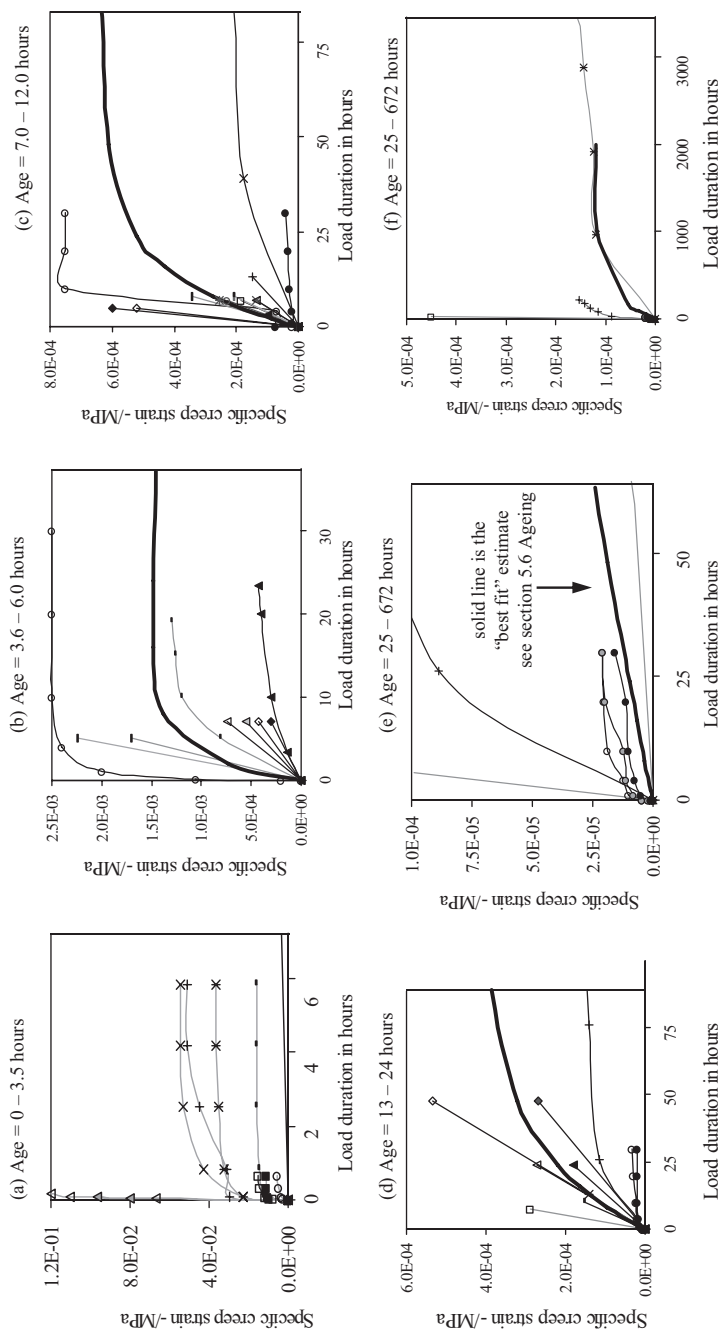 (a) Age = 0 – 3.5 hours
Specific creep strain -/MPa
1.2E-01
8.0E-02
4.0E-02
0.0E+00
0
2
4
6
Load duration in hours
(b) Age = 3.6 – 6.0 hours
Specific creep strain -/MPa
2.5E-03
2.0E-03
1.5E-03
1.0E-03
5.0E-04
0.0E+00
0
10
20
30
Load duration in hours
(c) Age = 7.0 – 12.0 hours
Specific creep strain -/MPa
8.0E-04
6.0E-04
4.0E-04
2.0E-04
0.0E+00
0
25
50
75
Load duration in hours
(d) Age = 13 – 24 hours
Specific creep strain -/MPa
6.0E-04
4.0E-04
2.0E-04
0.0E+00
0
25
50
75
Load duration in hours
(e) Age = 25 – 672 hours
Specific creep strain -/MPa
1.0E-04
7.5E-05
5.0E-05
2.5E-05
0.0E+00
solid line is the
"best fit" estimate
see section 5.6 Ageing
0
25
50
Load duration in hours
(f) Age = 25 – 672 hours
Specific creep strain -/MPa
5.0E-04
4.0E-04
3.0E-04
2.0E-04
1.0E-04
0.0E+00
0
1000
2000
3000
Load duration in hours